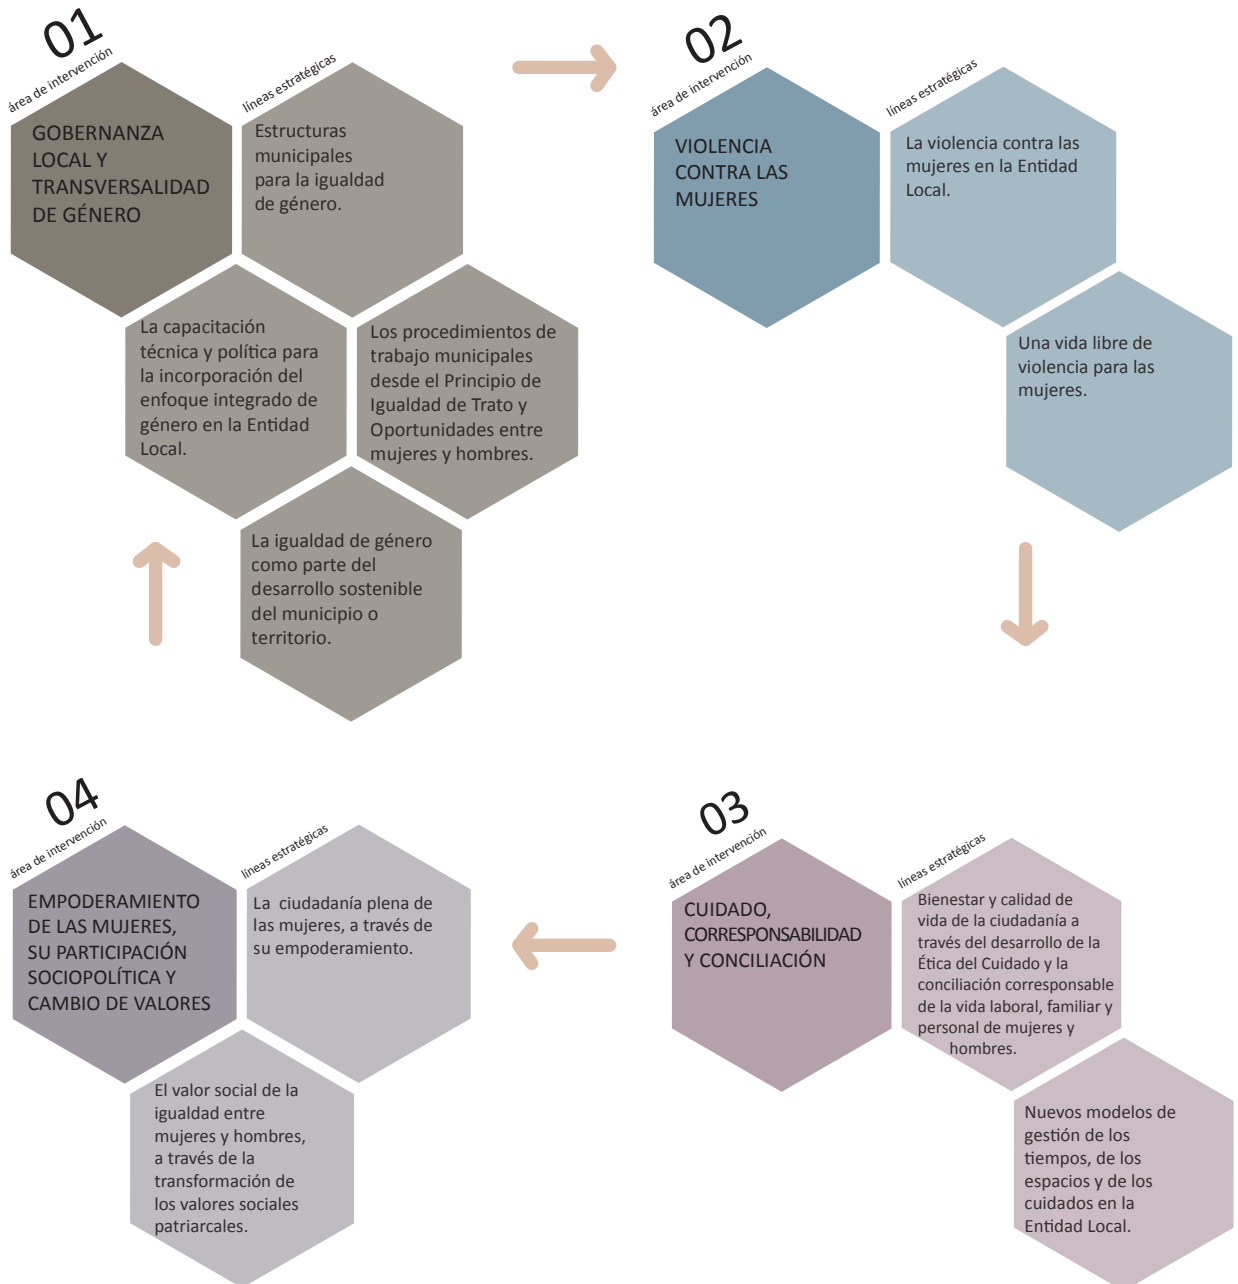 01
área de intervención
GOBERNANZA
LOCAL Y
TRANSVERSALIDAD
DE GÉNERO
líneas estratégicas
Estructuras
municipales
para la igualdad
de género.
La capacitación
técnica y política para
la incorporación del
enfoque integrado de
género en la Entidad
Local.
Los procedimientos de
trabajo municipales
desde el Principio de
Igualdad de Trato y
Oportunidades entre
mujeres y hombres.
La igualdad de género
como parte del
desarrollo sostenible
del municipio o
territorio.
02
área de intervención
VIOLENCIA
CONTRA LAS
MUJERES
líneas estratégicas
La violencia contra las
mujeres en la Entidad
Local.
Una vida libre de
violencia para las
mujeres.
03
área de intervención
CUIDADO,
CORRESPONSABILIDAD
Y CONCILIACIÓN
líneas estratégicas
Bienestar y calidad de
vida de la ciudadanía a
través del desarrollo de la
Ética del Cuidado y la
conciliación corresponsable
de la vida laboral, familiar y
personal de mujeres y
hombres.
Nuevos modelos de
gestión de los
tiempos, de los
espacios y de los
cuidados en la
Entidad Local.
04
área de intervención
EMPODERAMIENTO
DE LAS MUJERES,
SU PARTICIPACIÓN
SOCIOPOLÍTICA Y
CAMBIO DE VALORES
líneas estratégicas
La ciudadanía plena de
las mujeres, a través de
su empoderamiento.
El valor social de la
igualdad entre
mujeres y hombres,
a través de la
transformación de
los valores sociales
patriarcales.